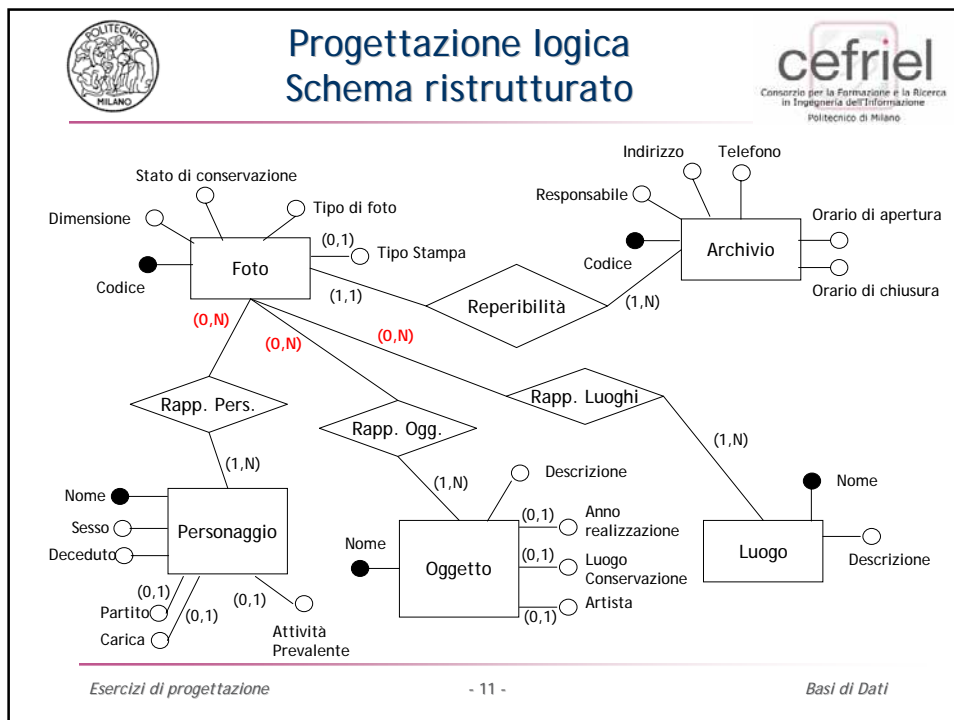 Progettazione logica
Schema ristrutturato
POLITECNICO
MILANO
cefriel
Consorzio per la Formazione e la Ricerca
in Ingegneria dell'Informazione
Politecnico di Milano
Indirizzo
Telefono
Stato di conservazione
Responsabile
Dimensione
Tipo di foto
Orario di apertura
(0,1)
Tipo Stampa
Foto
Archivio
Codice
Codice
Orario di chiusura
(1,1)
Reperibilità
(1,N)
(0,N)
(0,N)
(0,N)
Rapp. Pers.
Rapp. Ogg.
Rapp. Luoghi
(1,N)
(1,N)
(1,N)
Descrizione
Nome
Nome
Sesso
Deceduto
Personaggio
(0,1)
Anno
realizzazione
Nome
Oggetto
(0,1)
Luogo
Conservazione
Luogo
Descrizione
(0,1)
(0,1)
(0,1)
Partito
Carica
Attività
Prevalente
(0,1)
Artista
Esercizi di progettazione
- 11 -
Basi di Dati